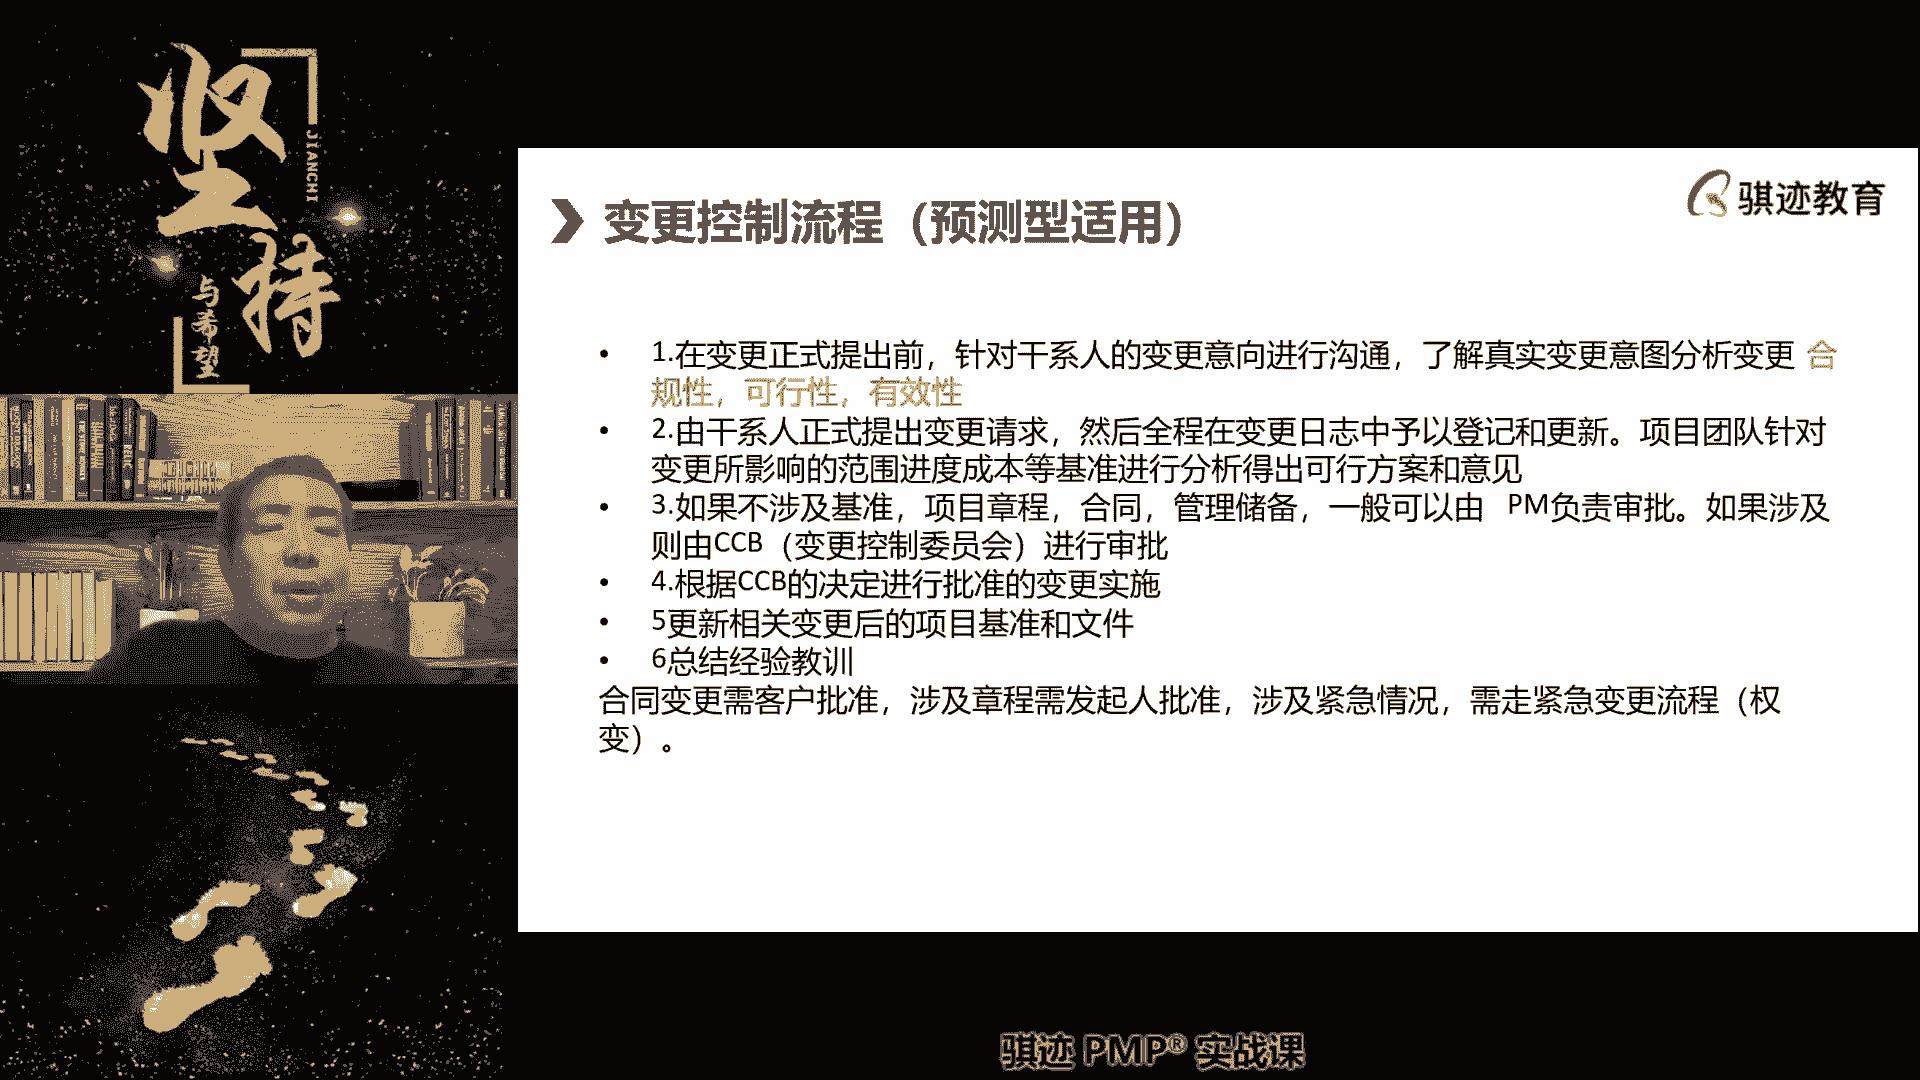 坚持
JIANCHI
与希望
骐迹教育
变更控制流程（预测型适用）
• 1.在变更正式提出前，针对干系人的变更意向进行沟通，了解真实变更意图分析变更 合
规性，可行性，有效性
• 2.由干系人正式提出变更请求，然后全程在变更日志中予以登记和更新。项目团队针对
变更所影响的范围进度成本等基准进行分析得出可行方案和意见
• 3.如果不涉及基准，项目章程，合同，管理储备，一般可以由 PM负责审批。如果涉及
则由CCB（变更控制委员会）进行审批
• 4.根据CCB的决定进行批准的变更实施
• 5更新相关变更后的项目基准和文件
• 6总结经验教训
合同变更需客户批准，涉及章程需发起人批准，涉及紧急情况，需走紧急变更流程（权
变）。
骐迹 PMP® 实战课